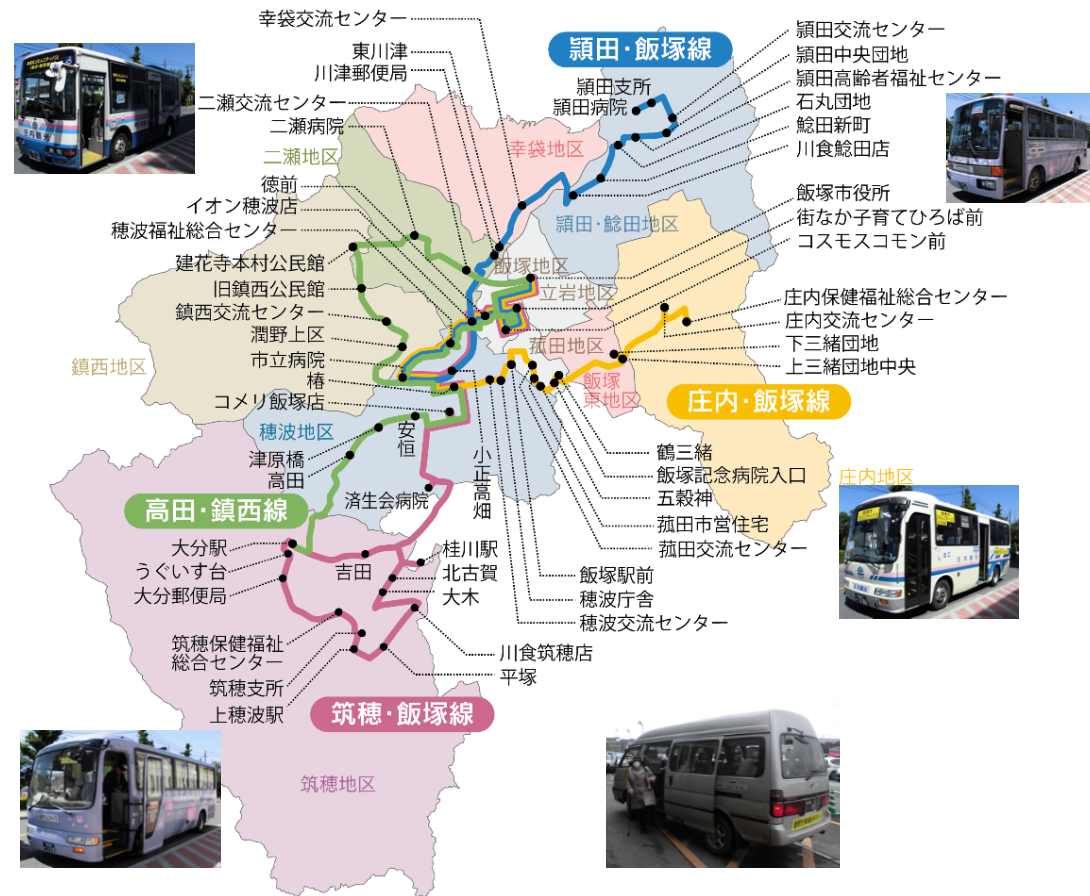 幸袋交流センター
東川津
川津郵便局
二瀬交流センター
二瀬病院
二瀬地区
徳前
イオン穂波店
穂波福祉総合センター
建花寺本村公民館
旧鎮西公民館
鎮西交流センター
潤野上区
鎮西地区
市立病院
椿
コメリ飯塚店
穂波地区
安恒
津原橋
高田
済生会病院
小正高畑
高田・鎮西線
大分駅
うぐいす台
大分郵便局
吉田
筑穂保健福祉
総合センター
筑穂支所
上穂波駅
筑穂・飯塚線
筑穂地区
桂川駅
北古賀
大木
川食筑穂店
平塚
頴田・飯塚線
頴田支所
頴田病院
幸袋地区
頴田・鯰田地区
飯塚地区
立岩地区
菰田地区
飯塚
東地区
頴田交流センター
頴田中央団地
頴田高齢者福祉センター
石丸団地
鯰田新町
川食鯰田店
飯塚市役所
街なか子育てひろば前
コスモスコモン前
庄内保健福祉総合センター
庄内交流センター
下三緒団地
上三緒団地中央
庄内・飯塚線
庄内地区
鶴三緒
飯塚記念病院入口
五穀神
菰田市営住宅
菰田交流センター
飯塚駅前
穂波庁舎
穂波交流センター